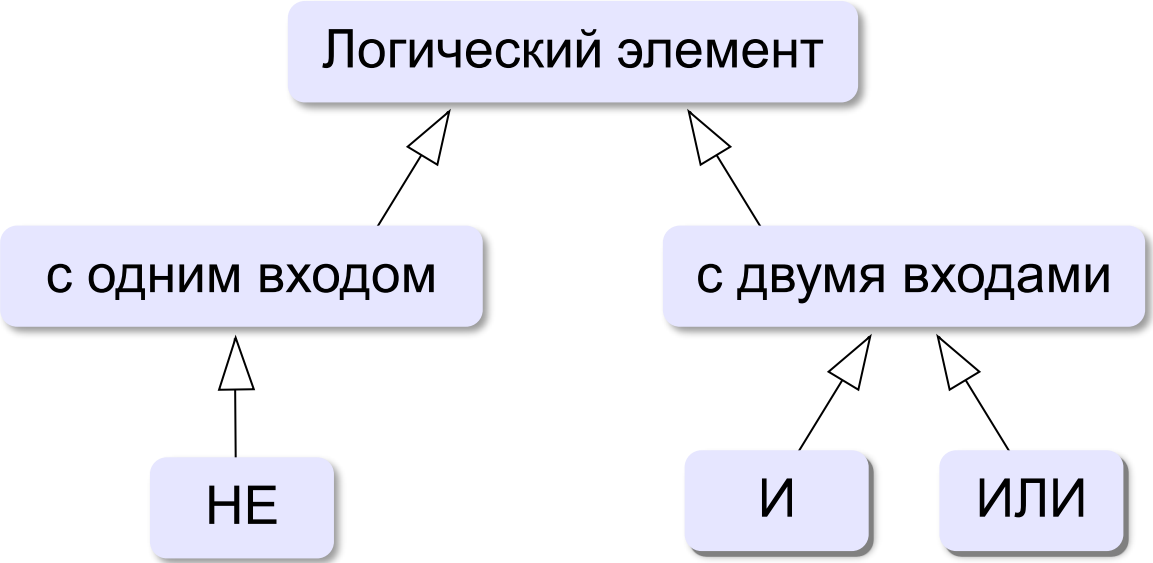 Логический элемент
с одним входом
с двумя входами
НЕ
И
ИЛИ